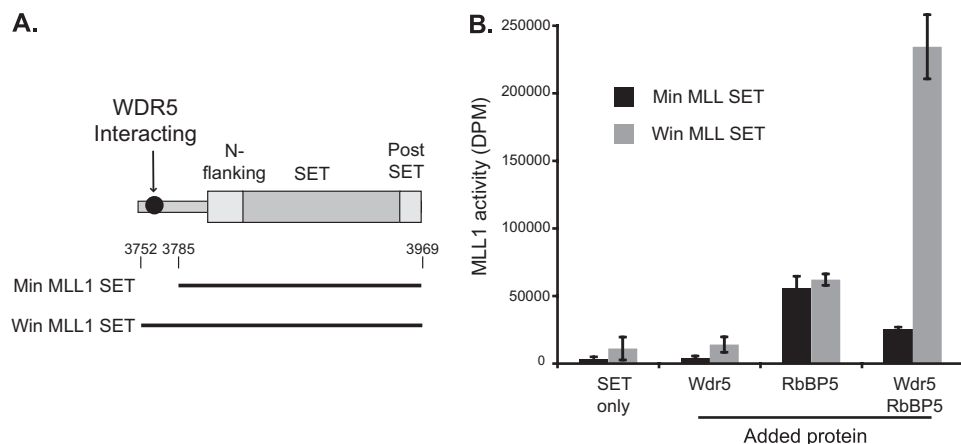 A.
WDR5
Interacting
N-
flanking
SET
Post
SET
3752 3785 3969
Min MLL1 SET
Win MLL1 SET
B.
MLL1 activity (DPM)
250000
200000
150000
100000
50000
0
Min MLL SET
Win MLL SET
SET
only
Wdr5
RbBP5
Wdr5
RbBP5
Added protein